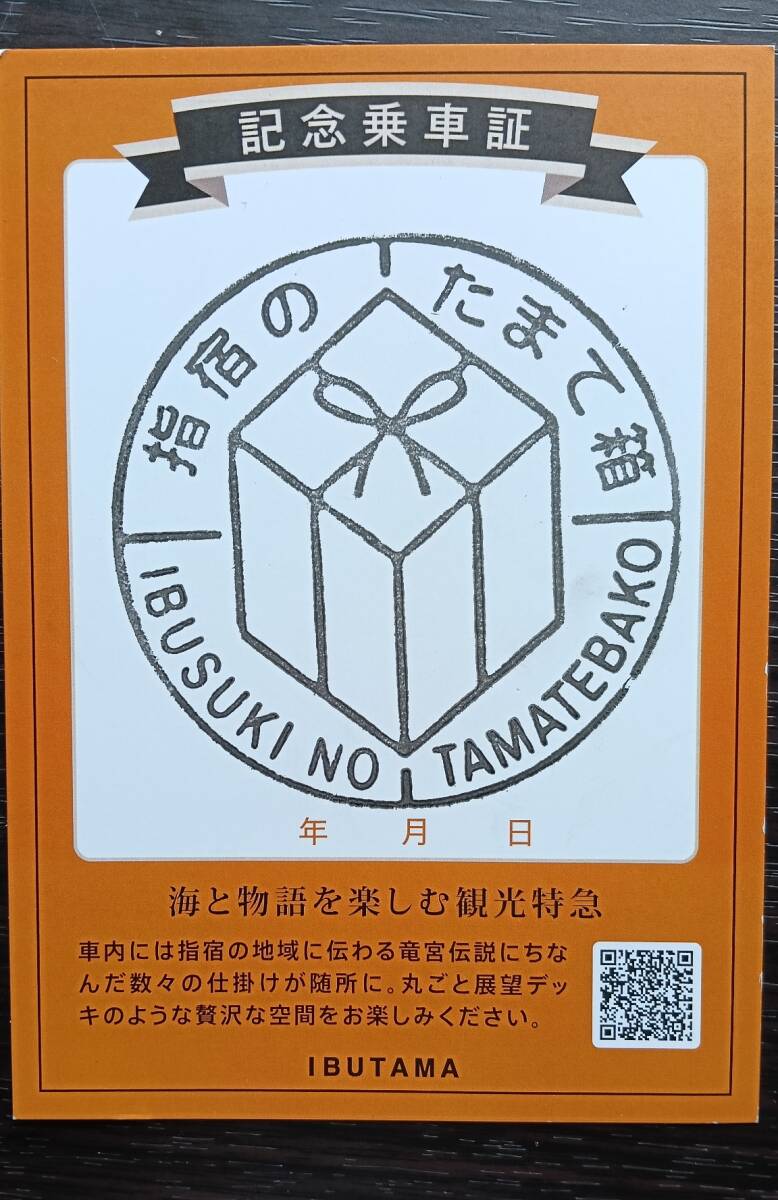 記念乗車証
指宿の たまて箱
IBUSUKI NO TAMATEBAKO
年 月 日
海と物語を楽しむ観光特急
車内には指宿の地域に伝わる竜宮伝説にちな
んだ数々の仕掛けが随所に。丸ごと展望デッ
キのような贅沢な空間をお楽しみください。
IBUTAMA